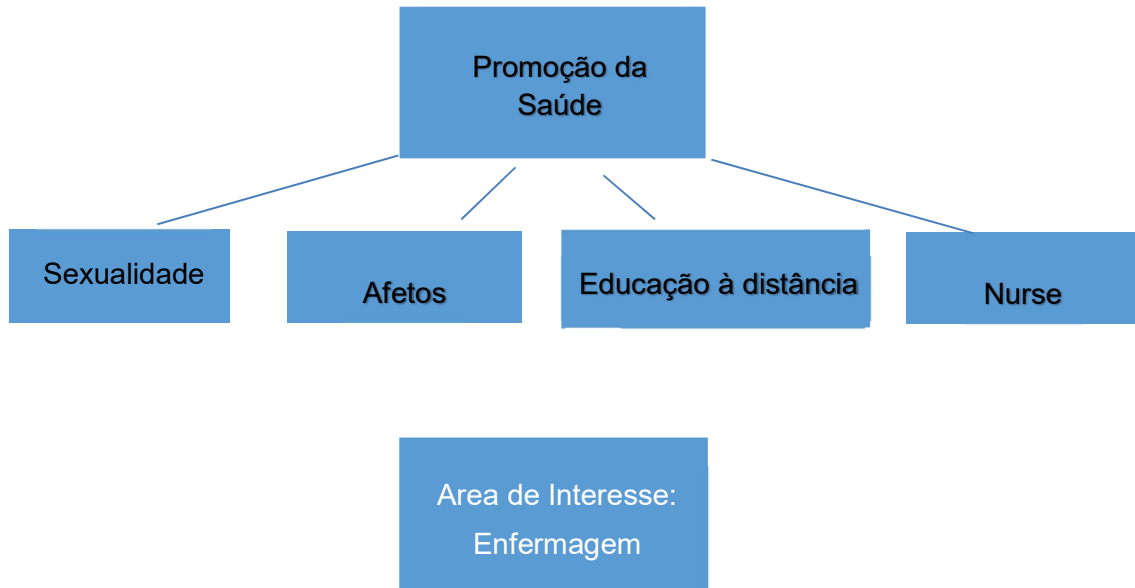 Promoção da
Saúde
Sexualidade
Afetos
Educação à distância
Nurse
Area de Interesse:
Enfermagem